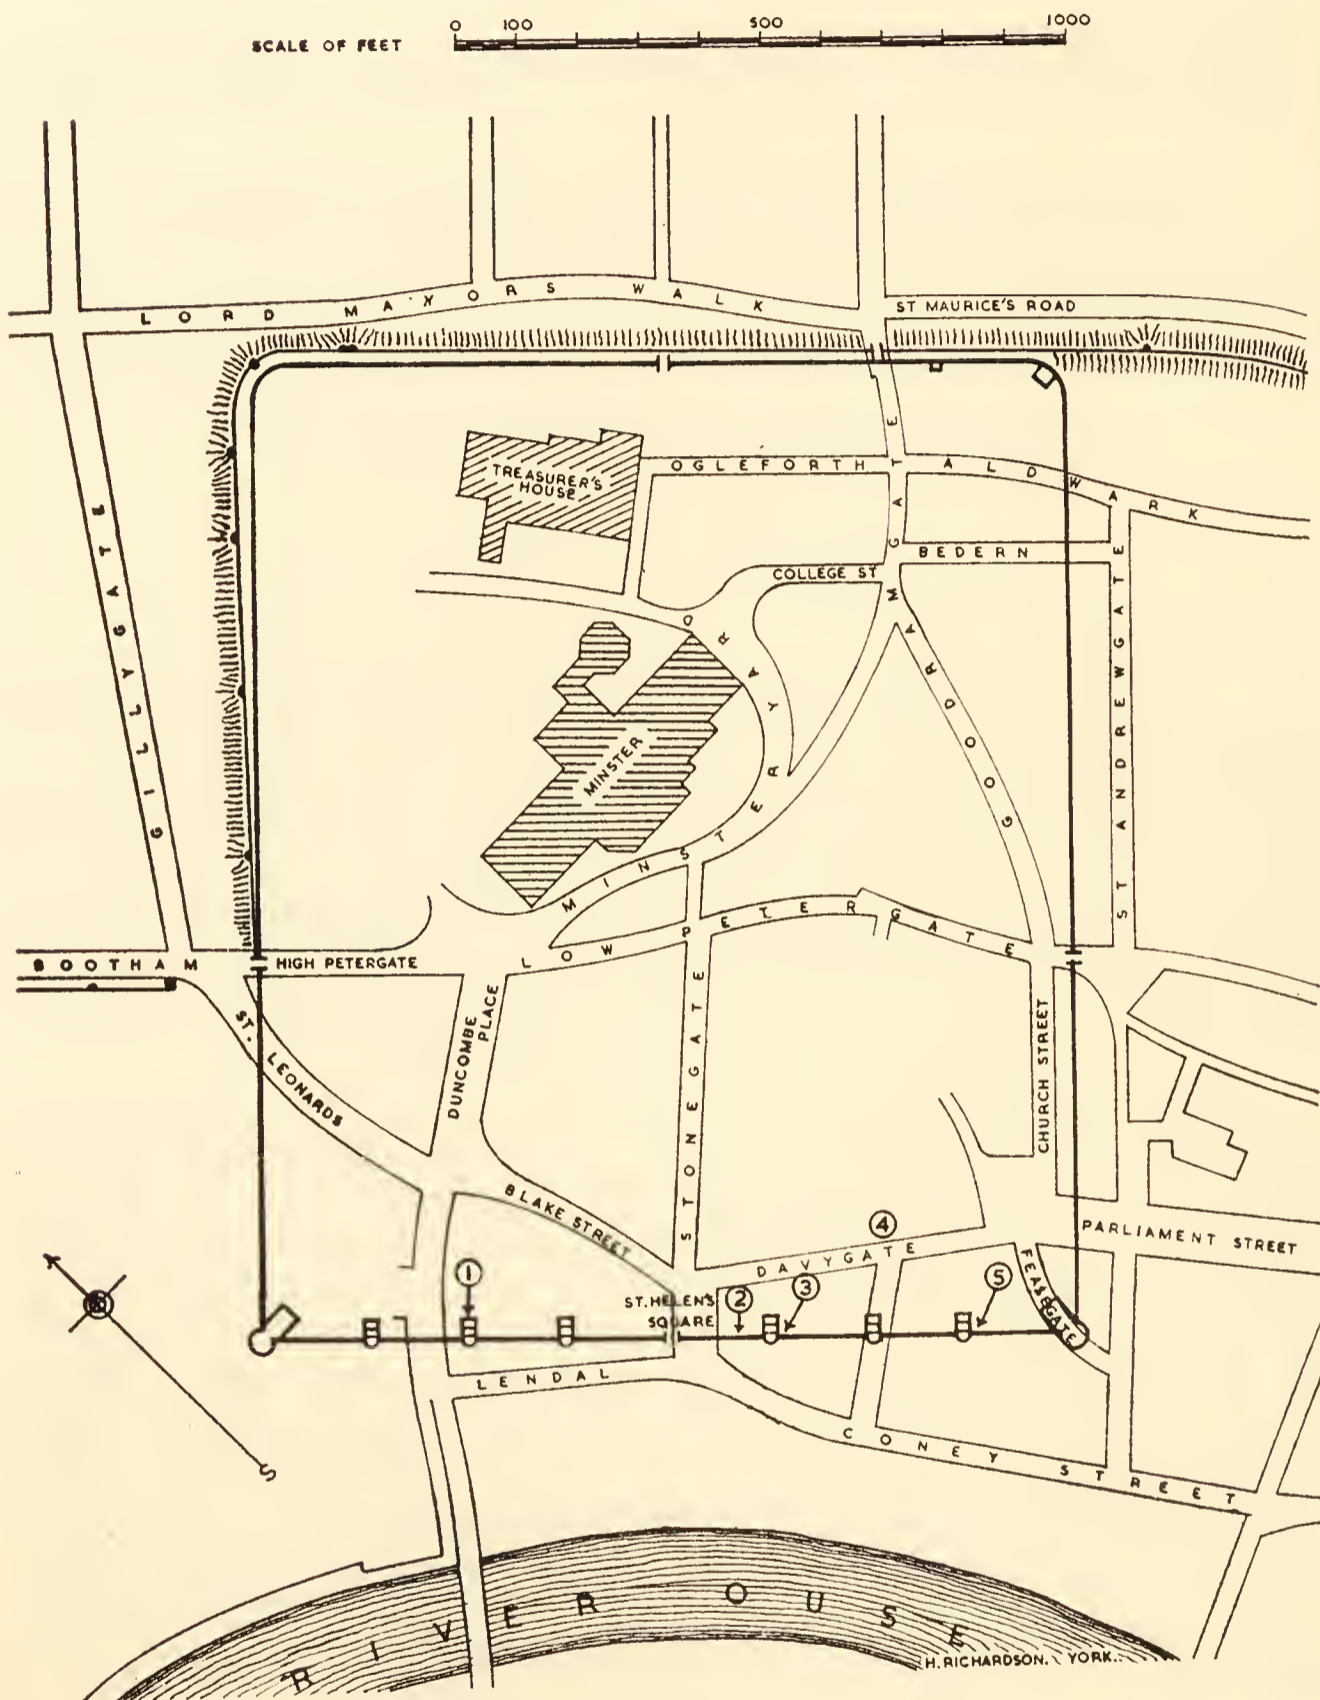 0 100 500 1000
SCALE OF FEET
LORD MAYORS WALK
ST MAURICE'S ROAD
GILLYGATE
TREASURER'S
HOUSE
OGLEFORTH
ALDWARK
BEDERN
COLLEGE ST
GOODRAMGATE
ST ANDREWGATE
MINSTER
MINSTER YARD
LOW PETERGATE
BOOTHAM
HIGH PETERGATE
ST. LEONARDS
DUNCOMBE
PLACE
STONEGATE
CHURCH STREET
BLAKE STREET
DAVYGATE
4
PARLIAMENT STREET
FEASEGATE
1
ST. HELEN'S
SQUARE
2
3
5
LENDAL
CONEY STREET
S
RIVER OUSE
H. RICHARDSON. YORK.